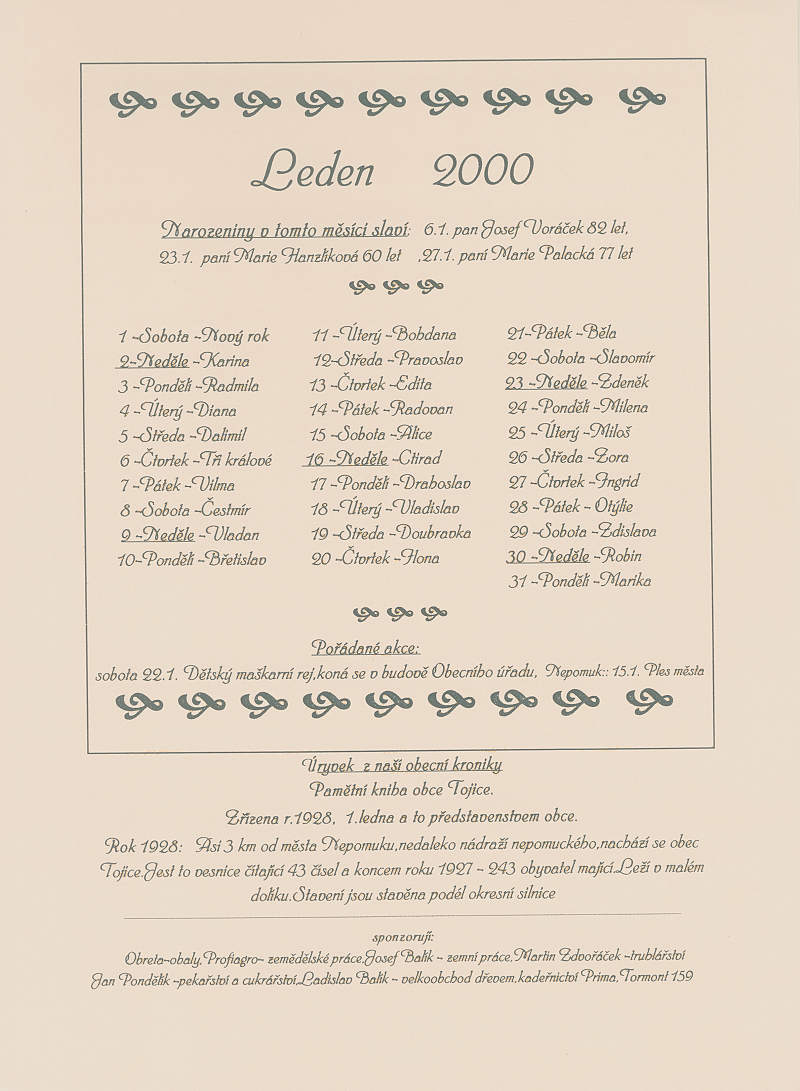 Leden 2000
Narozeniny v tomto měsíci slaví: 6.1. pan Josef Voráček 82 let,
23.1. paní Marie Hanzlíková 60 let ,27.1. paní Marie Palacká 77 let
1 -Sobota -Nový rok
2-Neděle -Karina
3 -Pondělí -Radmila
4 -Úterý -Diana
5 -Středa -Dalimil
6 -Čtvrtek -Tři králové
7 -Pátek -Vilma
8 -Sobota -Čestmír
9 -Neděle -Vladan
10-Pondělí -Břetislav
11 -Úterý -Bohdana
12-Středa -Pravoslav
13 -Čtvrtek -Edita
14 -Pátek -Radovan
15 -Sobota -Alice
16 -Neděle -Ctirad
17 -Pondělí -Drahoslav
18 -Úterý -Vladislav
19 -Středa -Doubravka
20 -Čtvrtek -Ilona
21-Pátek -Běla
22 -Sobota -Slavomír
23 -Neděle -Zdeněk
24 -Pondělí -Milena
25 -Úterý -Miloš
26 -Středa -Zora
27 -Čtvrtek -Ingrid
28 -Pátek - Otýlie
29 -Sobota -Zdislava
30 -Neděle -Robin
31 -Pondělí -Marika
Pořádané akce:
sobota 22.1. Dětský maškarní rej,koná se v budově Obecního úřadu, Nepomuk:: 15.1. Ples města
Úryvek z naší obecní kroniky
Pamětní kniha obce Tojice.
Zřízena r.1928, 1.ledna a to představenstvem obce.
Rok 1928: Asi 3 km od města Nepomuku,nedaleko nádraží nepomuckého,nachází se obec
Tojice.Jest to vesnice čítající 43 čísel a koncem roku 1927 - 243 obyvatel mající.Leží v malém
dolíku.Stavení jsou stavěna podél okresní silnice
sponzorují:
Obreta-obaly,Profiagro- zemědělské práce,Josef Balík - zemní práce,Martin Zdvořáček -truhlářství
Jan Pondělík -pekařství a cukrářství,Ladislav Balík - velkoobchod dřevem,kadeřnictví Prima,Tormont 159